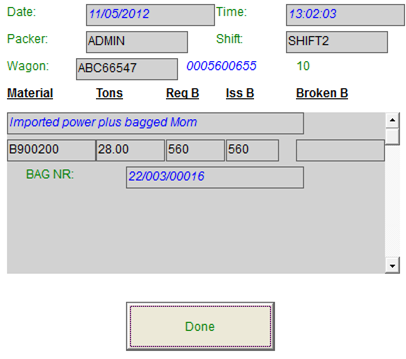 Date: 11/05/2012 Time: 13:02:03
Packer: ADMIN Shift: SHIFT2
Wagon: ABC66547 0005600655 10
Material Tons Req B Iss B Broken B
Imported power plus bagged Mom
B900200 28.00 560 560
BAG NR: 22/003/00016
Done